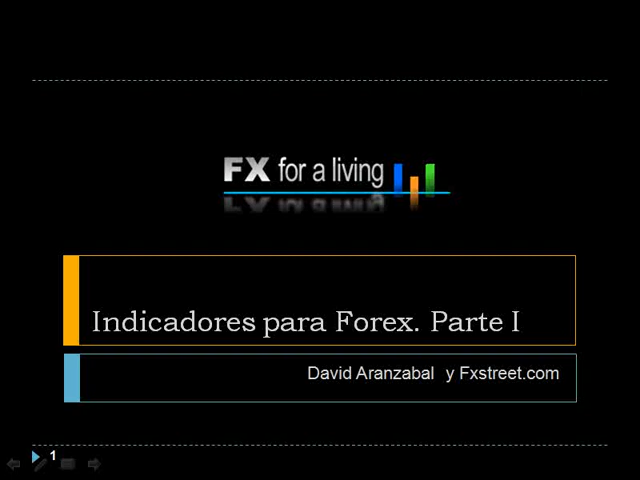 FX for a living
Indicadores para Forex. Parte I
David Aranzabal y Fxstreet.com
1